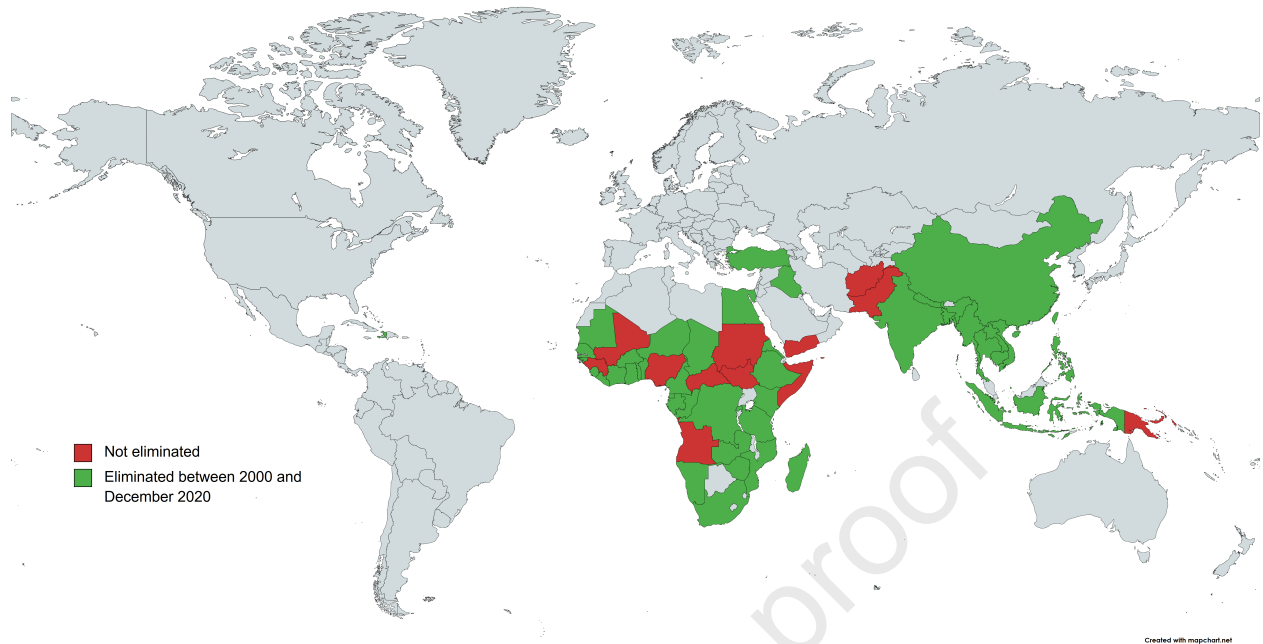 Not eliminated
Eliminated between 2000 and
December 2020
proof
Created with mapchart.net